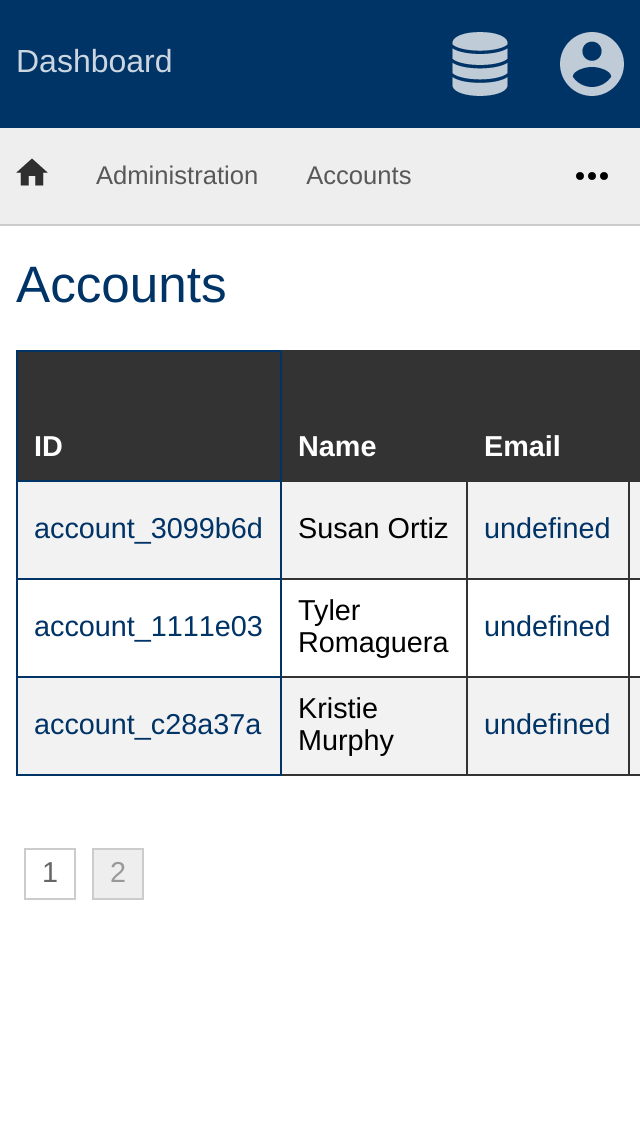 Dashboard
Administration Accounts
Accounts
ID Name Email
account_3099b6d Susan Ortiz undefined
account_1111e03 Tyler Romaguera undefined
account_c28a37a Kristie Murphy undefined
1 2